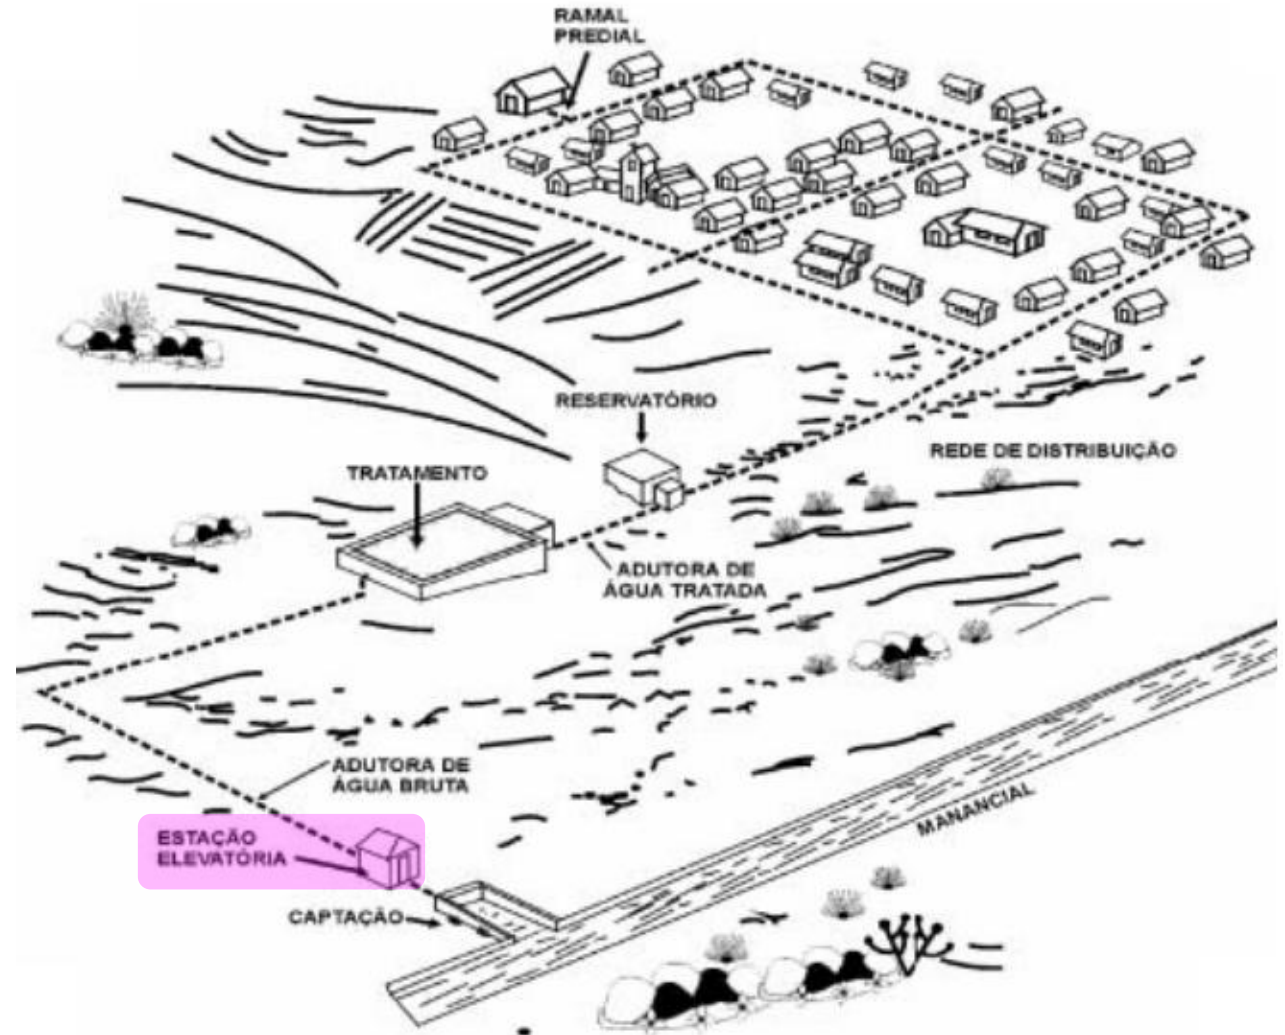 RAMAL
PREDIAL
RESERVATÓRIO
REDE DE DISTRIBUIÇÃO
TRATAMENTO
ADUTORA DE
ÁGUA TRATADA
ADUTORA DE
ÁGUA BRUTA
MANANCIAL
ESTAÇÃO
ELEVATÓRIA
CAPTAÇÃO